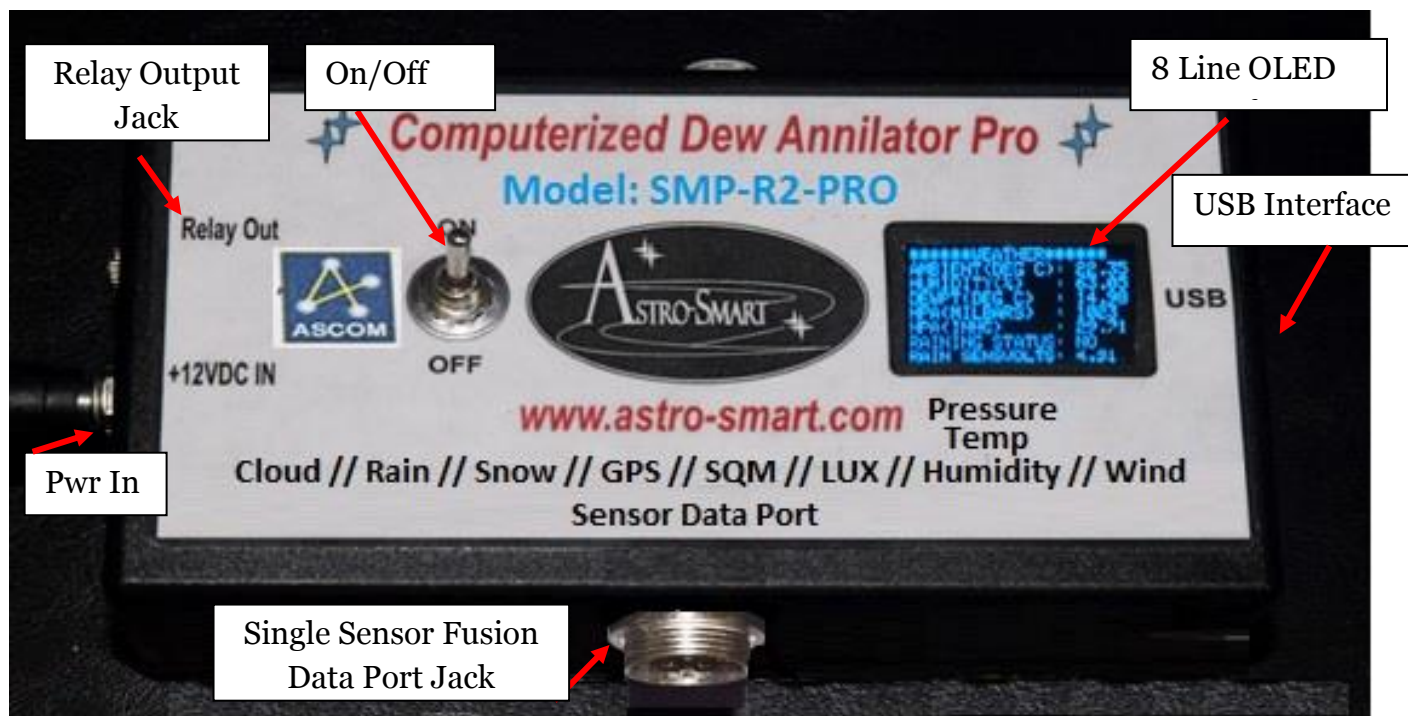 Relay Output
Jack
On/Off
8 Line OLED
USB Interface
Computerized Dew Annilator Pro
Model: SMP-R2-PRO
Relay Out
ON
ASCOM
ASTRO-SMART
WEATHER
USB
OFF
+12VDC IN
www.astro-smart.com
Pressure
Temp
Pwr In
Cloud // Rain // Snow // GPS // SQM // LUX // Humidity // Wind
Sensor Data Port
Single Sensor Fusion
Data Port Jack